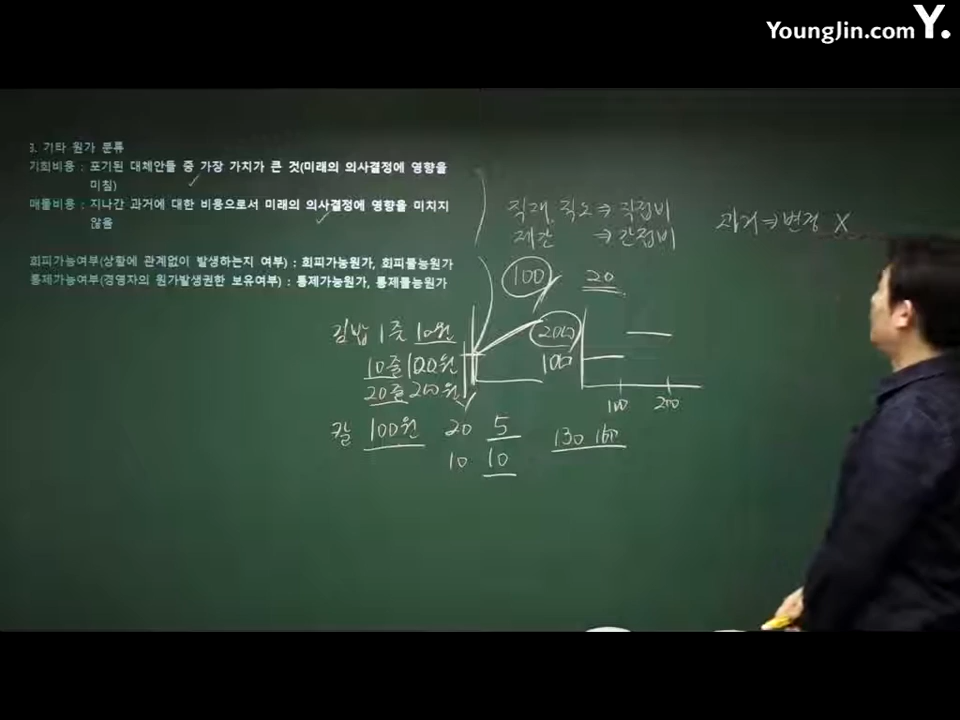 YoungJin.com Y.
3. 기타 원가 분류
기회비용 : 포기된 대체안들 중 가장 가치가 큰 것(미래의 의사결정에 영향을
미침)
매몰비용 : 지나간 과거에 대한 비용으로서 미래의 의사결정에 영향을 미치지
않음
회피가능여부(상황에 관계없이 발생하는지 여부) : 회피가능원가, 회피불능원가
통제가능여부(경영자의 원가발생권한 보유여부) : 통제가능원가, 통제불능원가
직재, 직노 ⇒ 직접비
제간 ⇒ 간접비
과거 ⇒ 변경 X
100 20
김밥 1줄 10원
10줄 100원
20줄 200원
200
100
100 200
칼 100원
20 5
10 10
130 160